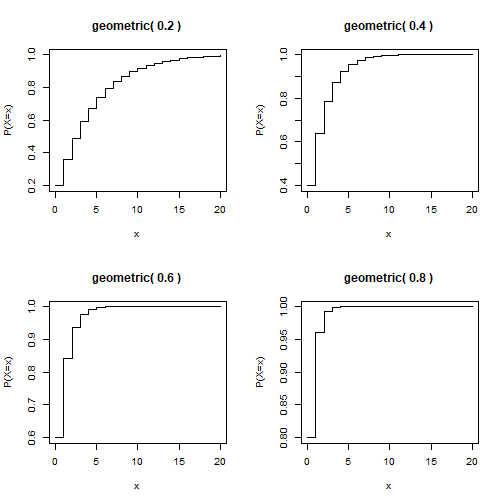 geometric( 0.2 )
P(X=x)
1.0
0.8
0.6
0.4
0.2
0 5 10 15 20
x
geometric( 0.4 )
P(X=x)
1.0
0.8
0.6
0.4
0 5 10 15 20
x
geometric( 0.6 )
P(X=x)
1.0
0.9
0.8
0.7
0.6
0 5 10 15 20
x
geometric( 0.8 )
P(X=x)
1.00
0.95
0.90
0.85
0.80
0 5 10 15 20
x